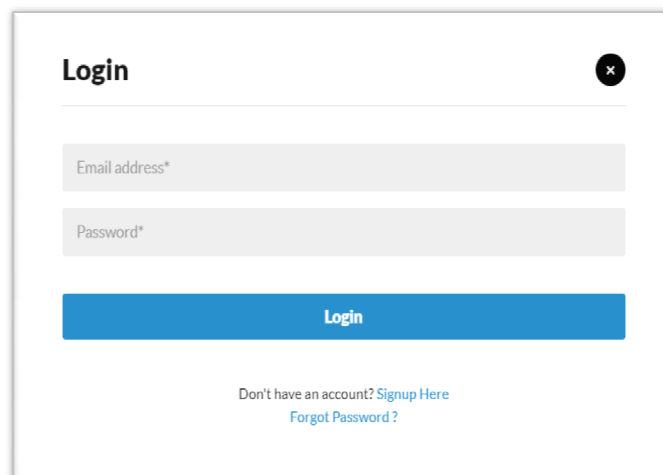 Login
Email address*
Password*
Login
Don't have an account? Signup Here
Forgot Password ?